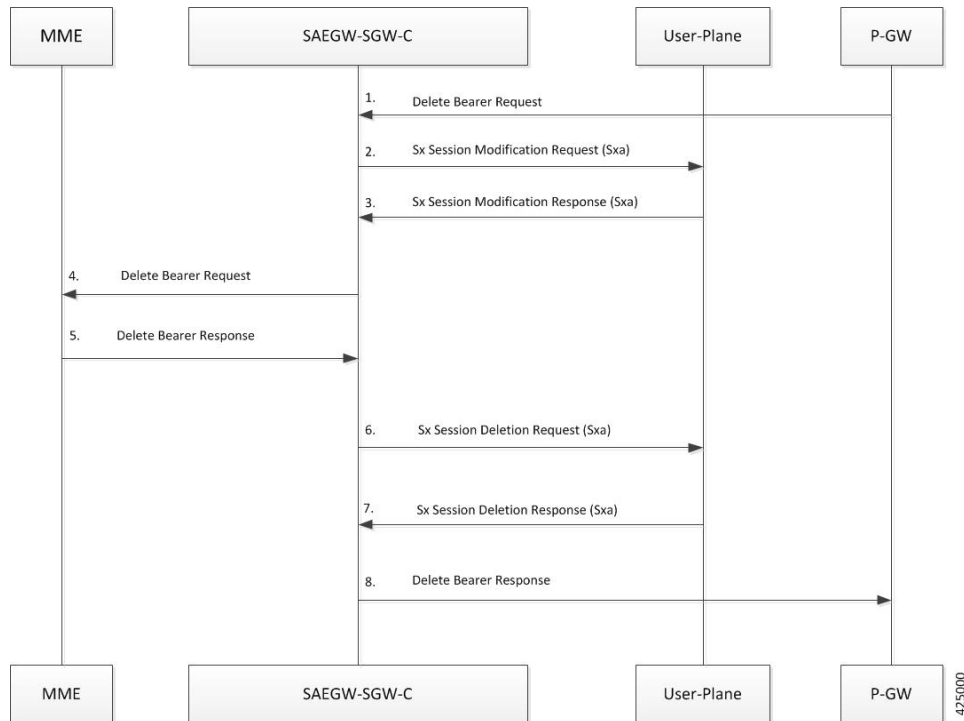 MME
SAEGW-SGW-C
User-Plane
P-GW
1. Delete Bearer Request
2. Sx Session Modification Request (Sxa)
3. Sx Session Modification Response (Sxa)
4. Delete Bearer Request
5. Delete Bearer Response
6. Sx Session Deletion Request (Sxa)
7. Sx Session Deletion Response (Sxa)
8. Delete Bearer Response
MME
SAEGW-SGW-C
User-Plane
P-GW
425000